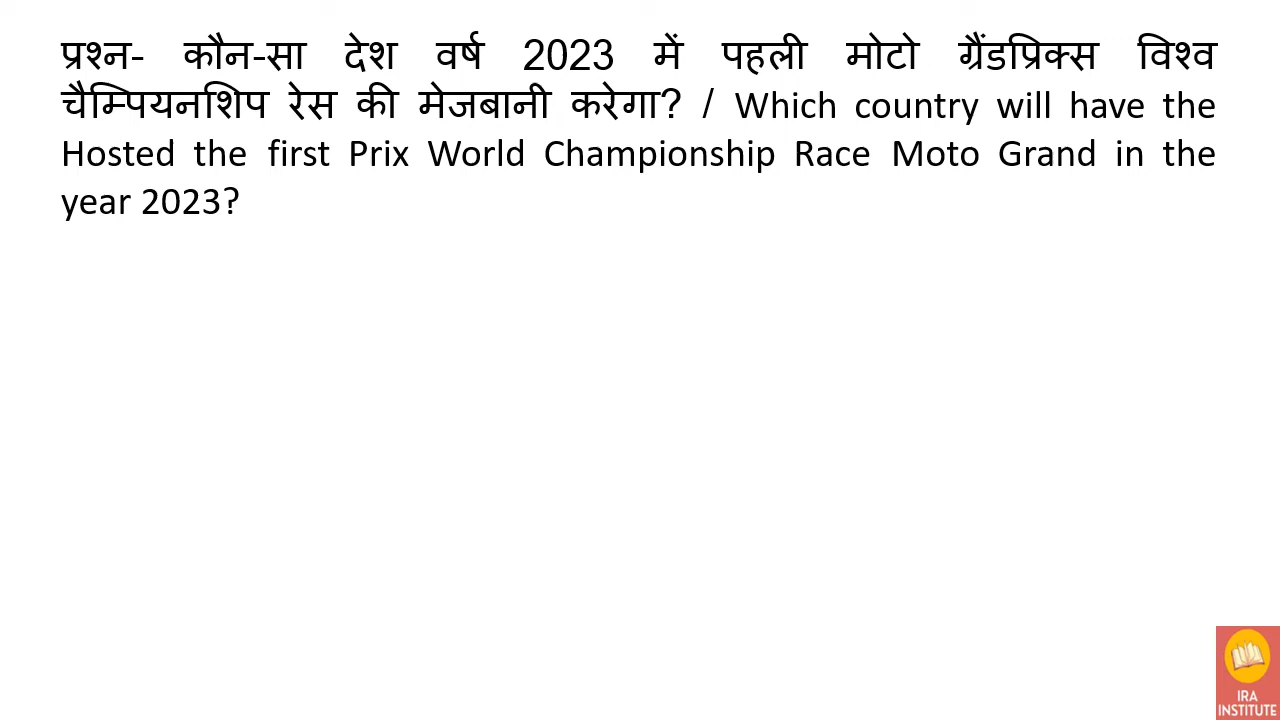 प्रश्न- कौन-सा देश वर्ष 2023 में पहली मोटो ग्रैंडप्रिक्स विश्व
चैम्पियनशिप रेस की मेजबानी करेगा? / Which country will have the
Hosted the first Prix World Championship Race Moto Grand in the
year 2023?
IRA
INSTITUTE